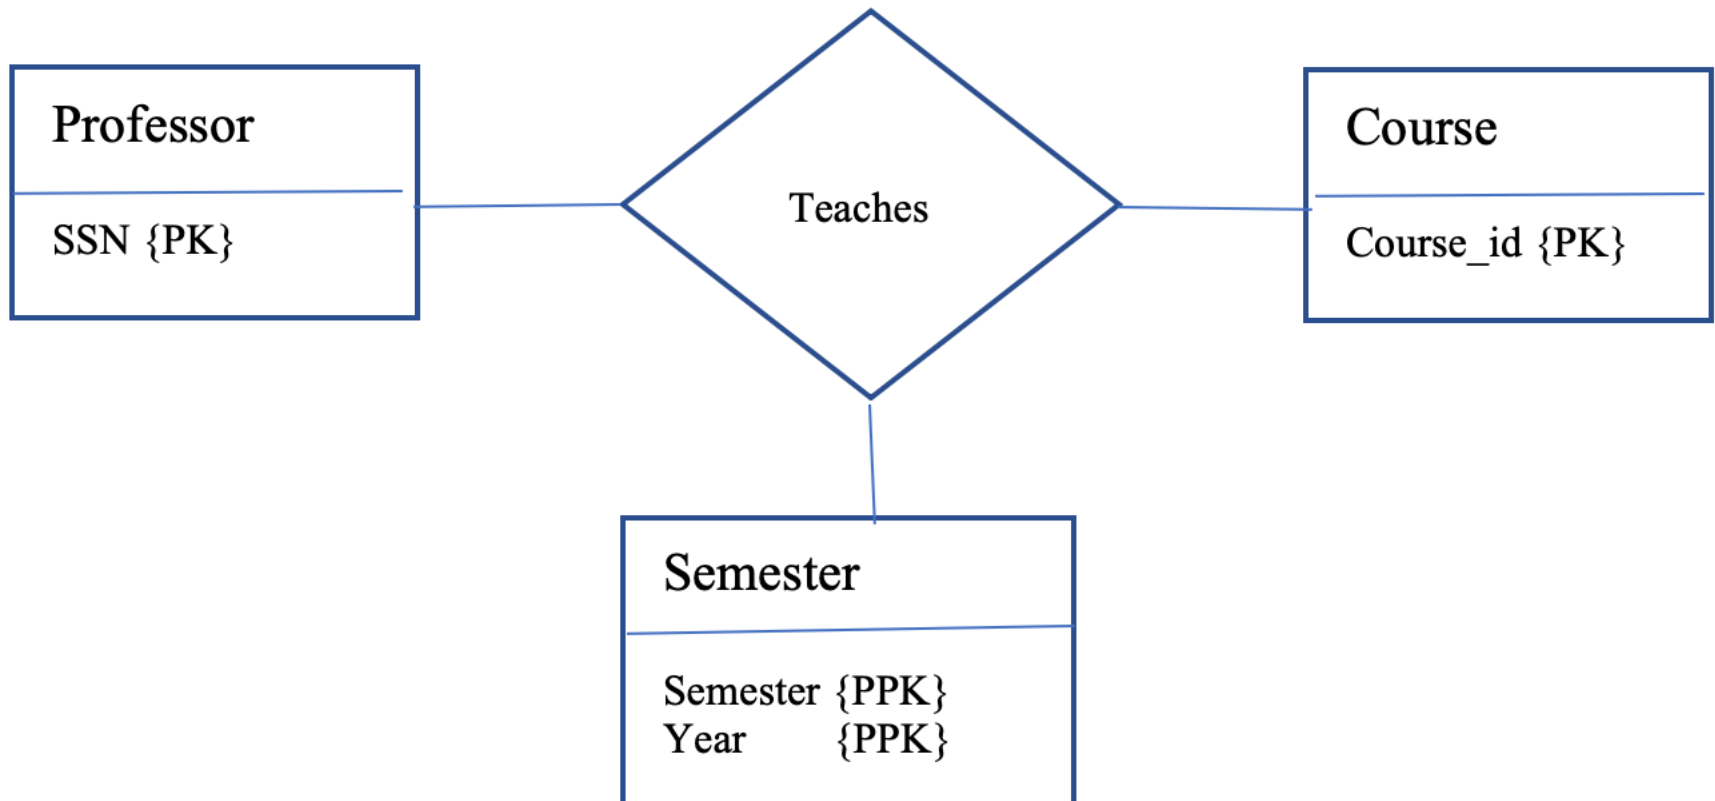 Professor
SSN {PK}
Teaches
Course
Course_id {PK}
Semester
Semester {PPK}
Year {PPK}